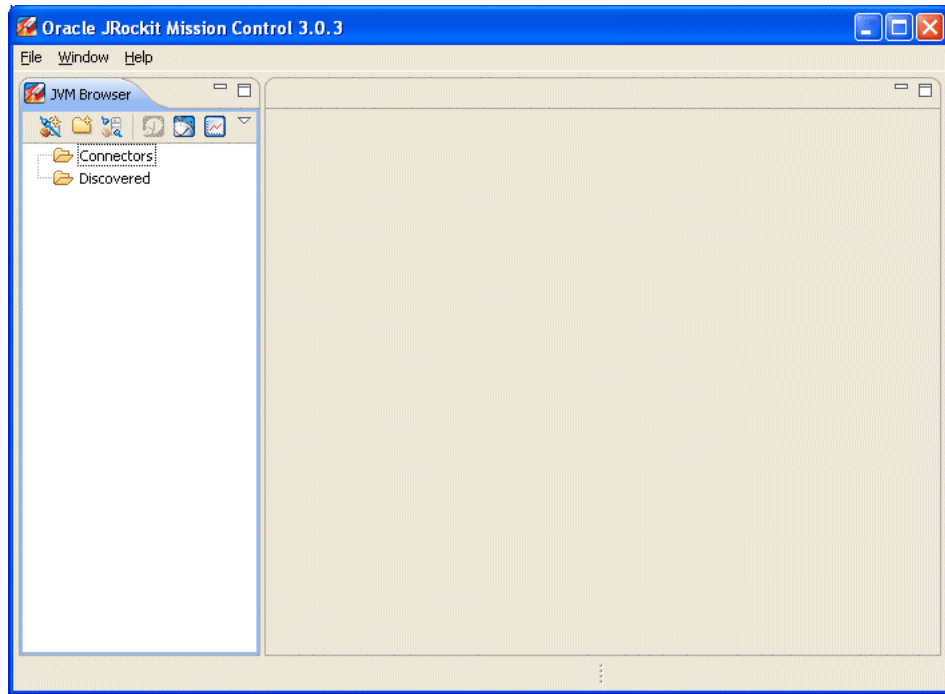 Oracle JRockit Mission Control 3.0.3
File Window Help
JVM Browser
Connectors
Discovered